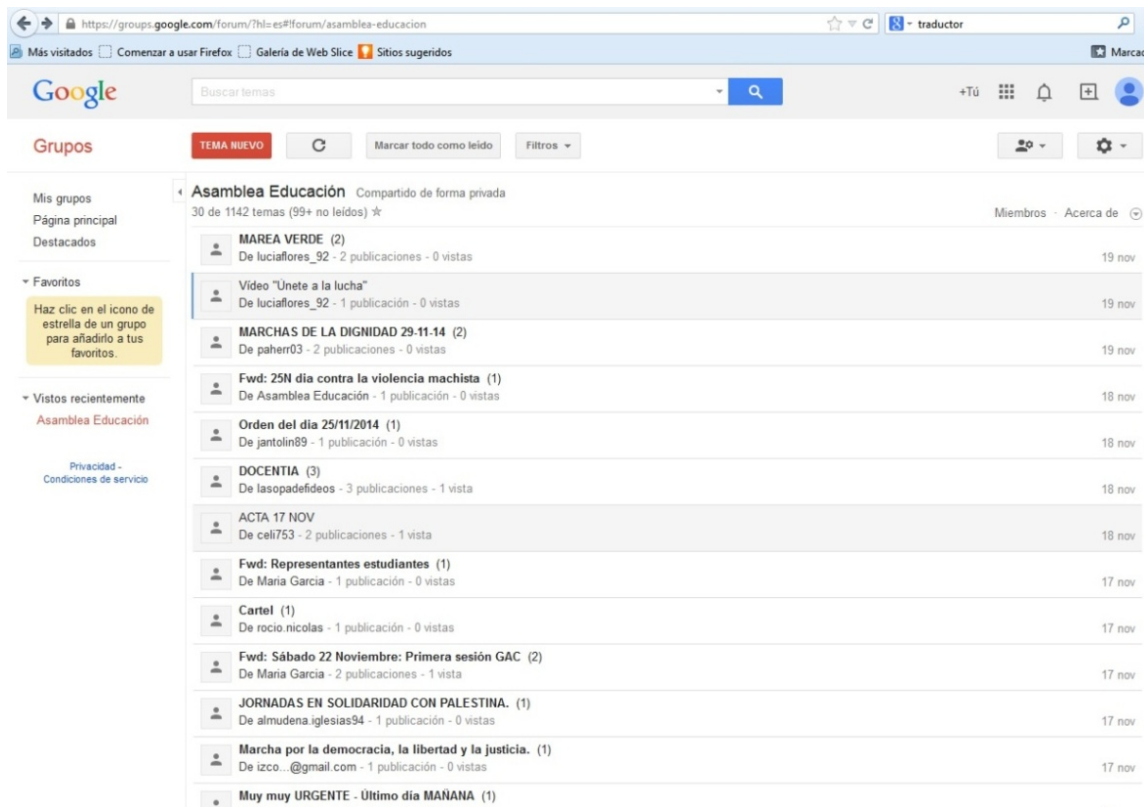 https://groups.google.com/forum/?hl=es#!forum/asamblea-educacion
traductor
Más visitados
Comenzar a usar Firefox
Galería de Web Slice
Sitios sugeridos
Marcad
Google
Buscar temas
+Tú
Grupos
TEMA NUEVO
Marcar todo como leído
Filtros
Mis grupos
Página principal
Destacados
Favoritos
Haz clic en el icono de
estrella de un grupo
para añadirlo a tus
favoritos.
Vistos recientemente
Asamblea Educación
Privacidad -
Condiciones de servicio
Asamblea Educación Compartido de forma privada
30 de 1142 temas (99+ no leídos)
Miembros · Acerca de
MAREA VERDE (2)
De luciaflores_92 - 2 publicaciones - 0 vistas
19 nov
Vídeo "Únete a la lucha"
De luciaflores_92 - 1 publicación - 0 vistas
19 nov
MARCHAS DE LA DIGNIDAD 29-11-14 (2)
De paherr03 - 2 publicaciones - 0 vistas
19 nov
Fwd: 25N dia contra la violencia machista (1)
De Asamblea Educación - 1 publicación - 0 vistas
18 nov
Orden del dia 25/11/2014 (1)
De jantolin89 - 1 publicación - 0 vistas
18 nov
DOCENTIA (3)
De lasopadefideos - 3 publicaciones - 1 vista
18 nov
ACTA 17 NOV
De celi753 - 2 publicaciones - 1 vista
18 nov
Fwd: Representantes estudiantes (1)
De Maria Garcia - 1 publicación - 0 vistas
17 nov
Cartel (1)
De rocio.nicolas - 1 publicación - 0 vistas
17 nov
Fwd: Sábado 22 Noviembre: Primera sesión GAC (2)
De Maria Garcia - 2 publicaciones - 1 vista
17 nov
JORNADAS EN SOLIDARIDAD CON PALESTINA. (1)
De almudena.iglesias94 - 1 publicación - 0 vistas
17 nov
Marcha por la democracia, la libertad y la justicia. (1)
De izco...@gmail.com - 1 publicación - 0 vistas
17 nov
Muy muy URGENTE - Último día MAÑANA (1)